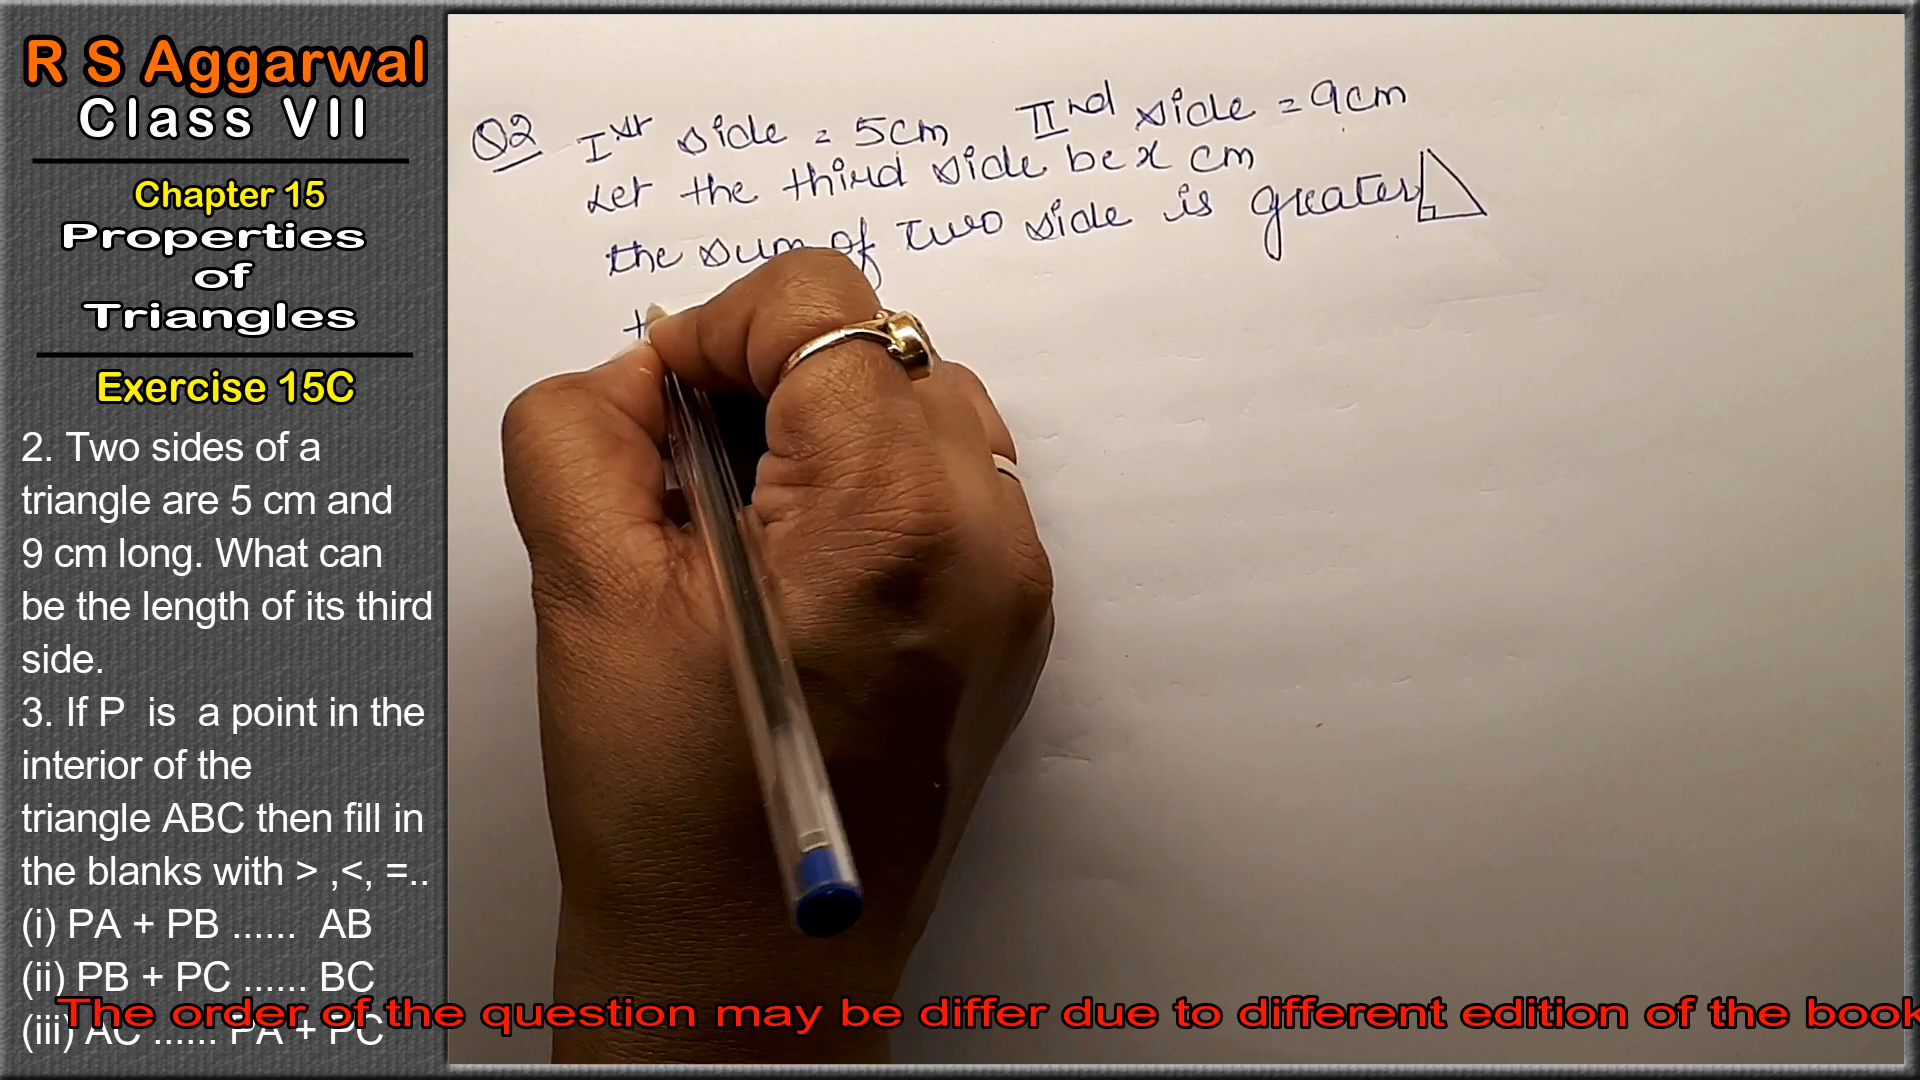 R S Aggarwal
Class VII
Chapter 15
Properties
of
Triangles
Exercise 15C
2. Two sides of a
triangle are 5 cm and
9 cm long. What can
be the length of its third
side.
3. If P is a point in the
interior of the
triangle ABC then fill in
the blanks with > ,<, =..
(i) PA + PB ...... AB
(ii) PB + PC ...... BC
(iii) AC ...... PA + PC
Q2 Ist side = 5cm IInd side = 9cm
Let the third side be x cm
the sum of two side is greater
The order of the question may be differ due to different edition of the book